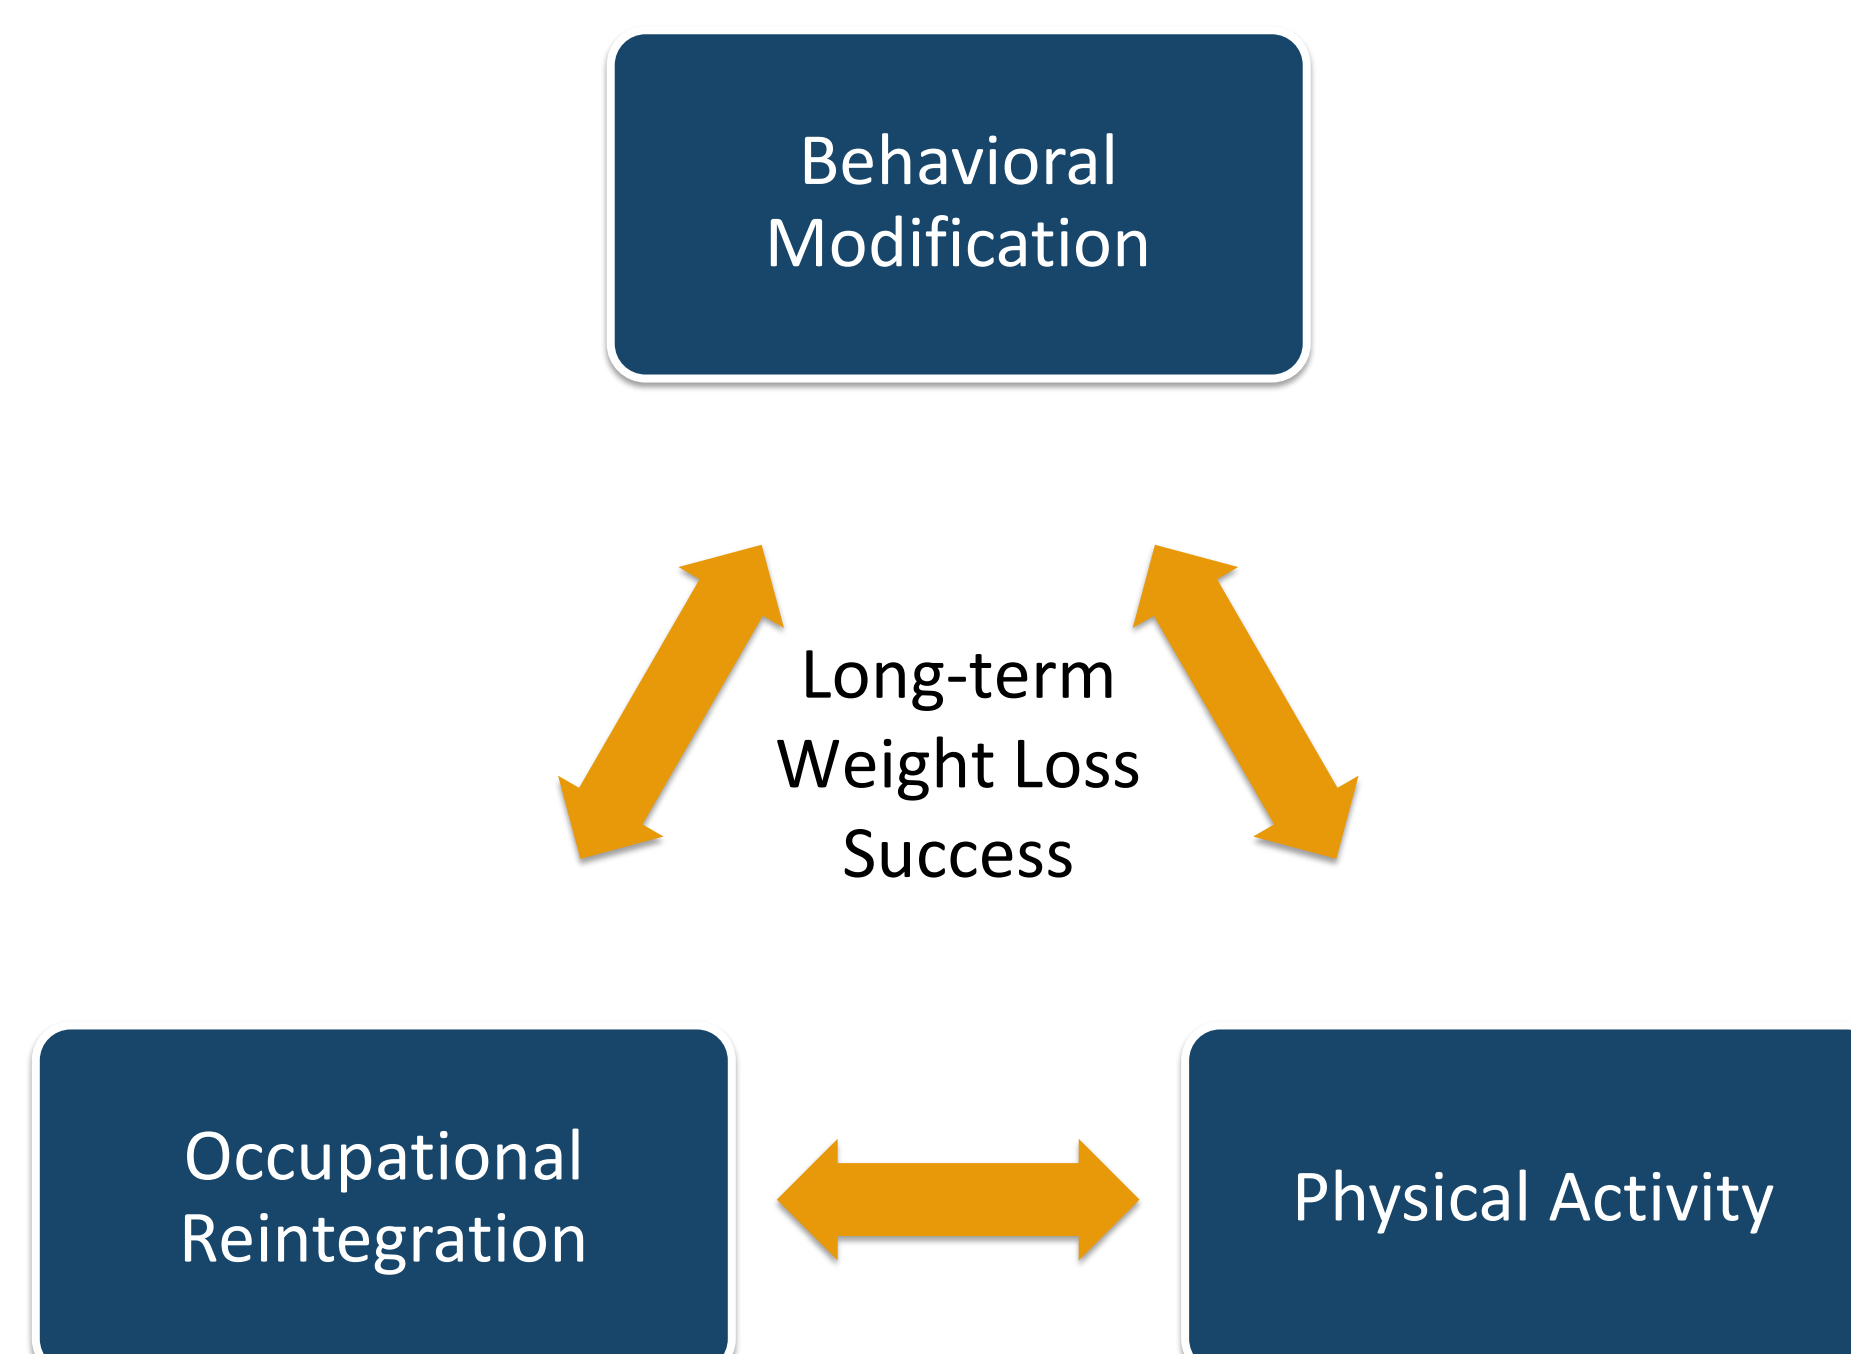 Behavioral
Modification
Long-term
Weight Loss
Success
Occupational
Reintegration
Physical Activity